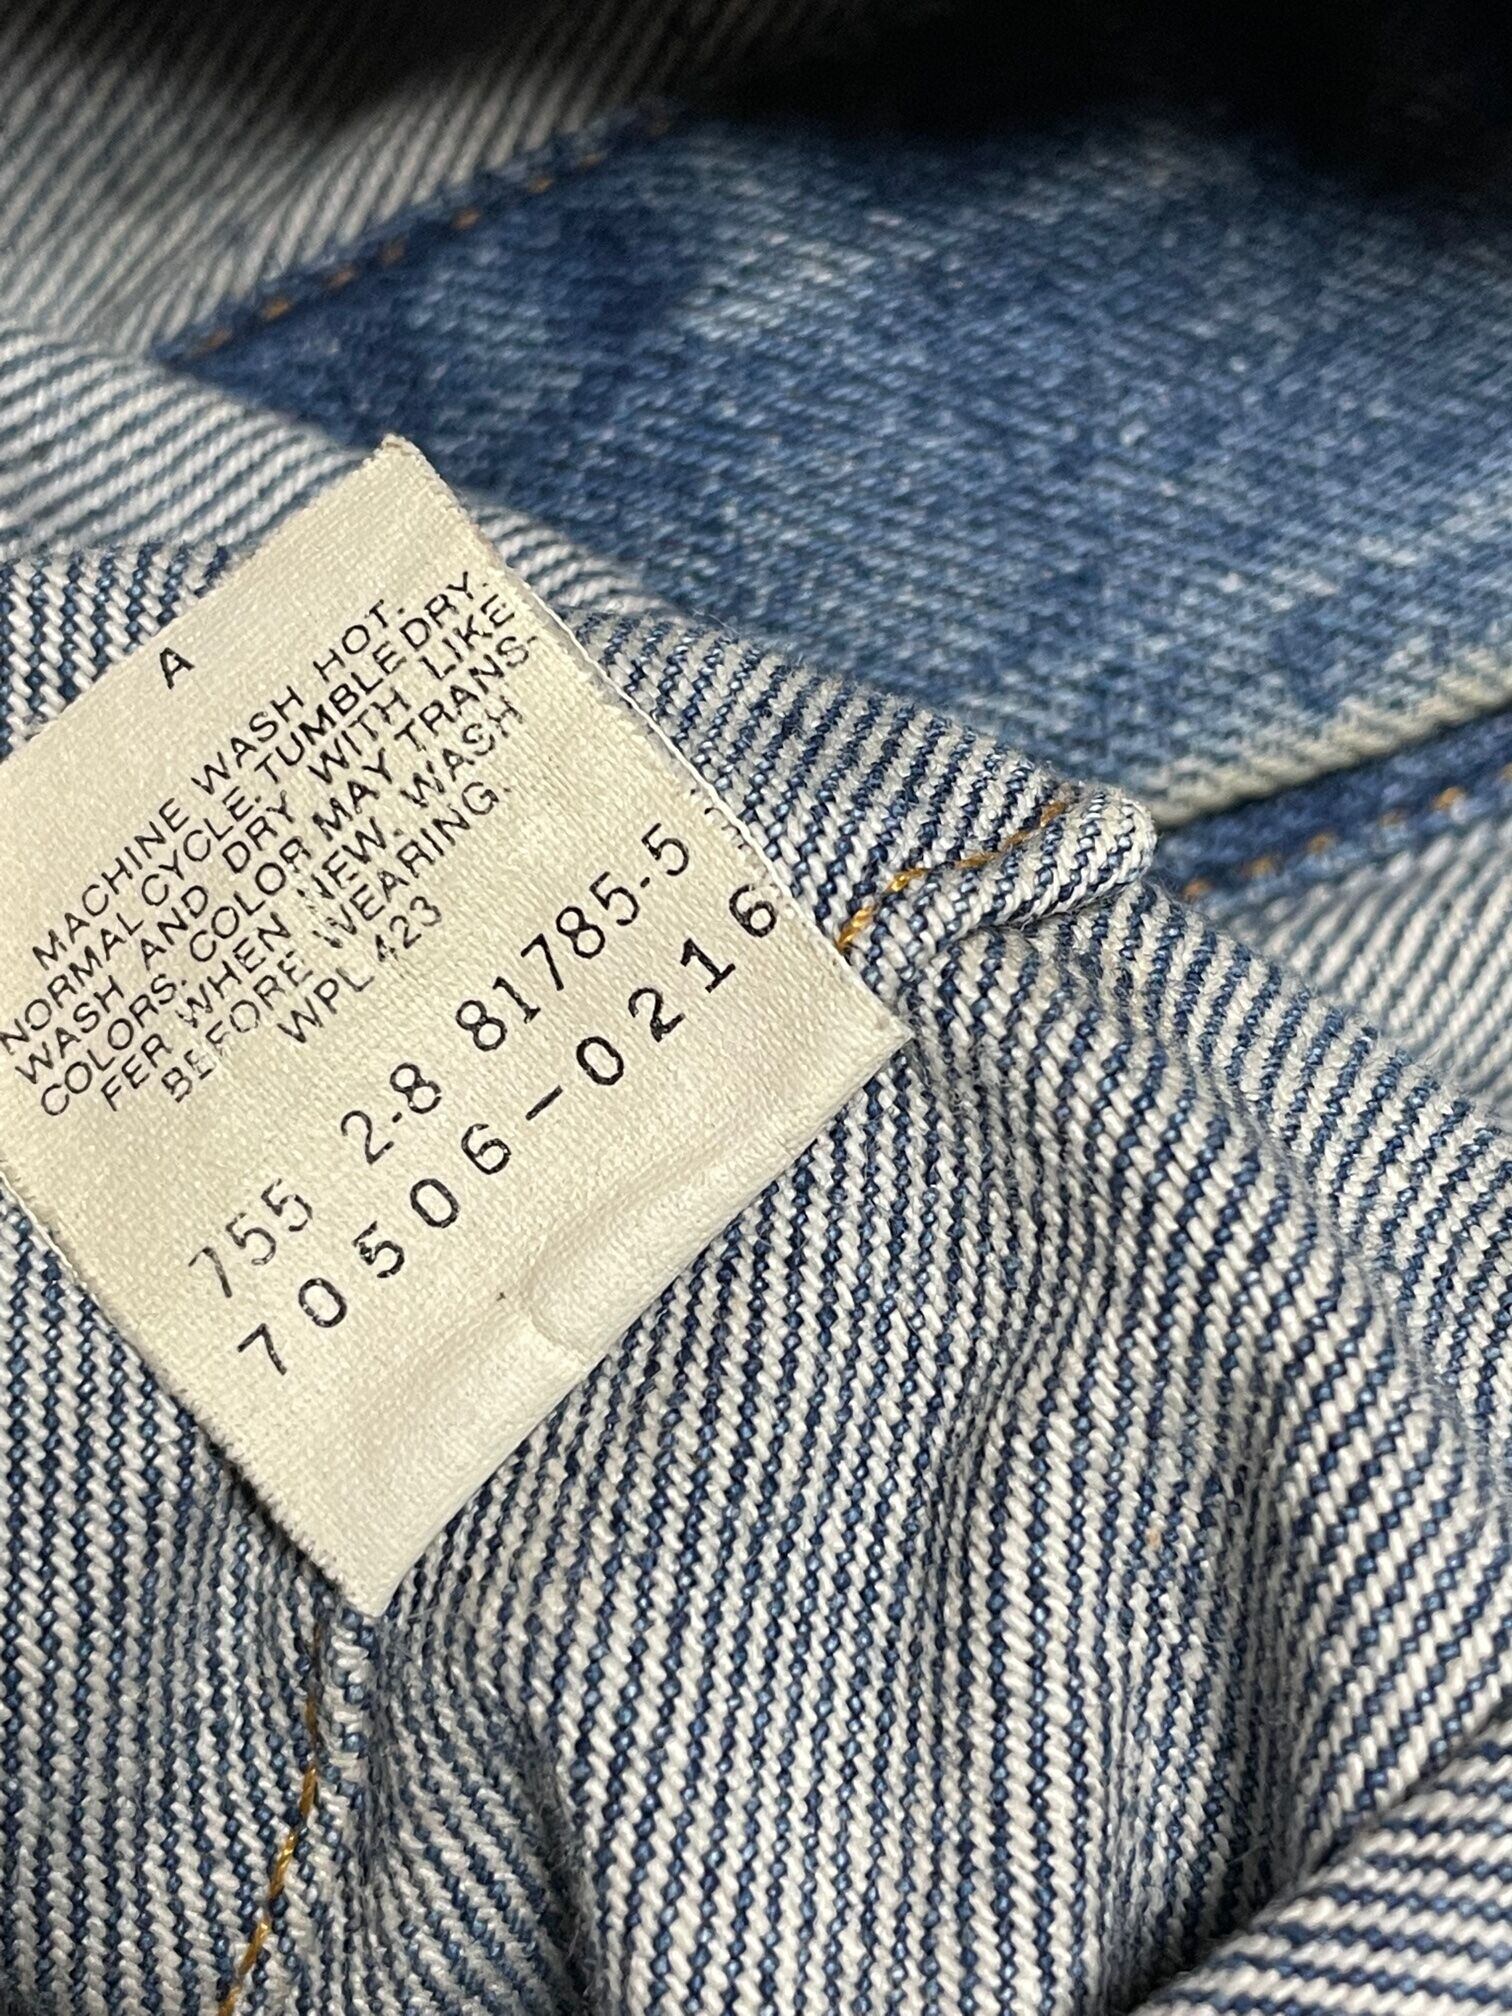 A
MACHINE WASH HOT.
NORMAL CYCLE. TUMBLE DRY.
WASH AND DRY WITH LIKE
COLORS. COLOR MAY TRANS
FER WHEN NEW. WASH
BEFORE WEARING.
WPL 423
755 2-8 81785-5
70506-0216